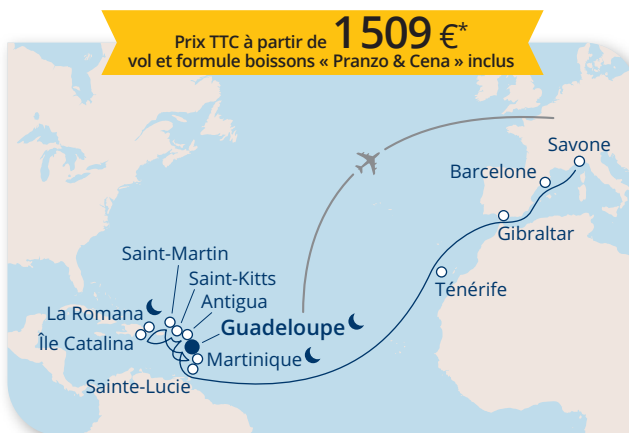 Prix TTC à partir de 1 509 €*
vol et formule boissons « Pranzo & Cena » inclus
Savone
Barcelone
Gibraltar
Saint-Martin
Saint-Kitts
Ténérife
Antigua
La Romana
Guadeloupe
Île Catalina
Martinique
Sainte-Lucie